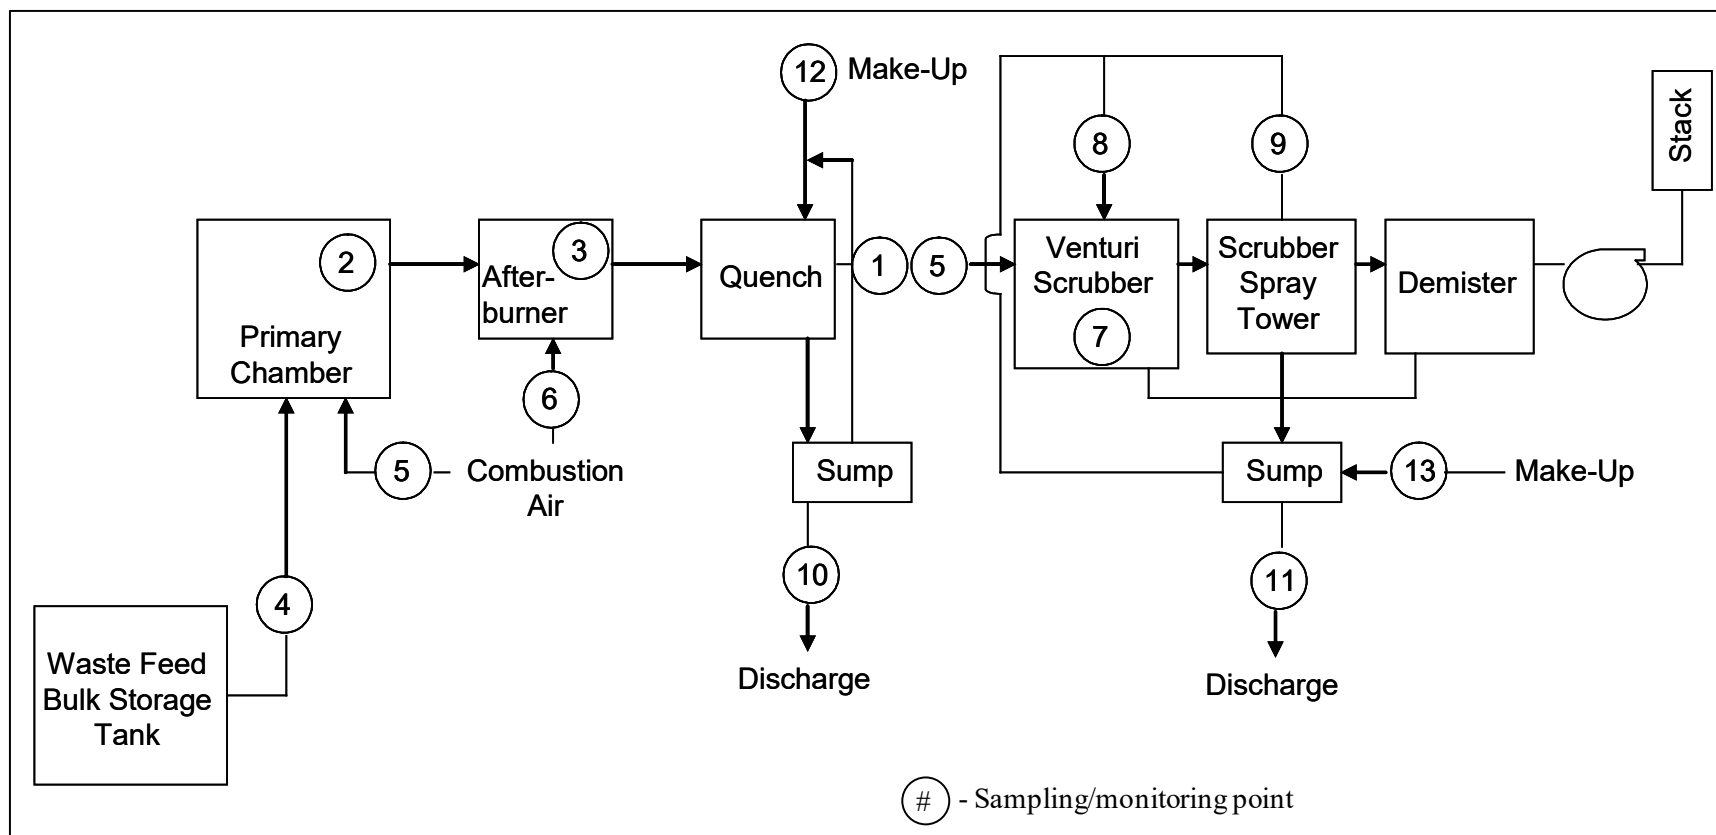 12
Make-Up
Stack
8
9
2
3
After-
burner
Primary
Chamber
Quench
1
5
Venturi
Scrubber
7
Scrubber
Spray
Tower
Demister
6
5
Combustion
Air
Sump
Sump
13
Make-Up
4
10
11
Waste Feed
Bulk Storage
Tank
Discharge
Discharge
# - Sampling/monitoring point